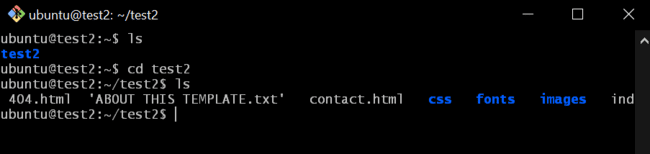 ubuntu@test2: ~/test2
ubuntu@test2:~$ ls
test2
ubuntu@test2:~$ cd test2
ubuntu@test2:~/test2$ ls
404.html  'ABOUT THIS TEMPLATE.txt'   contact.html   css   fonts   images   ind
ubuntu@test2:~/test2$